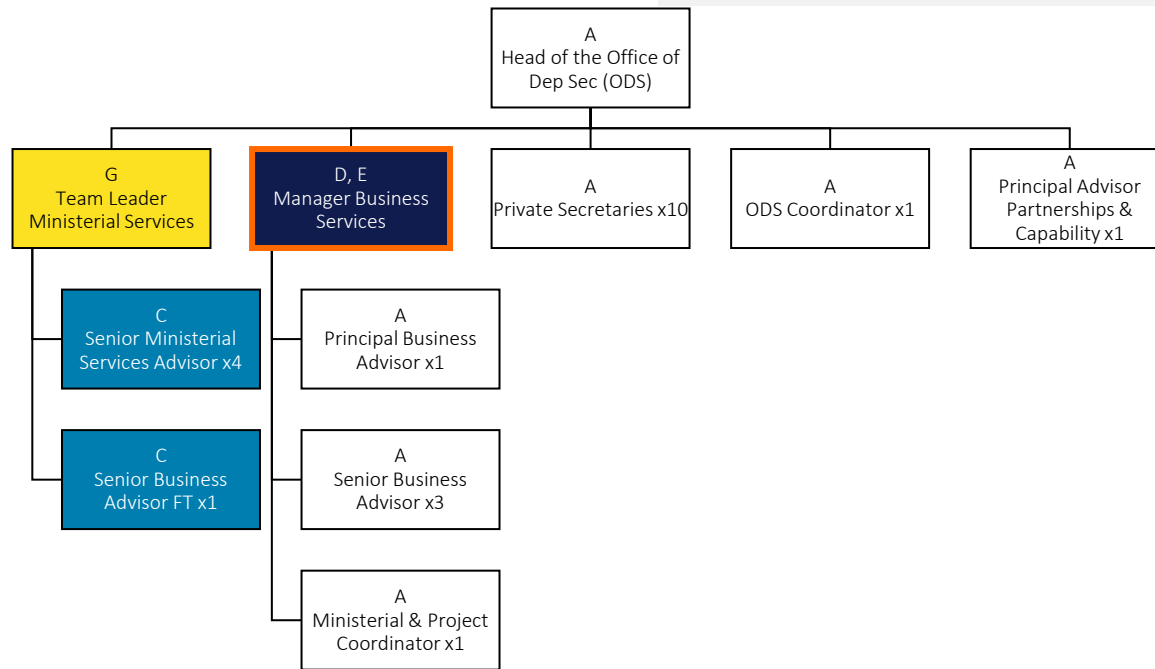 A
Head of the Office of
Dep Sec (ODS)
G
Team Leader
Ministerial Services
D, E
Manager Business
Services
A
Private Secretaries x10
A
ODS Coordinator x1
A
Principal Advisor
Partnerships &
Capability x1
C
Senior Ministerial
Services Advisor x4
A
Principal Business
Advisor x1
C
Senior Business
Advisor FT x1
A
Senior Business
Advisor x3
A
Ministerial & Project
Coordinator x1